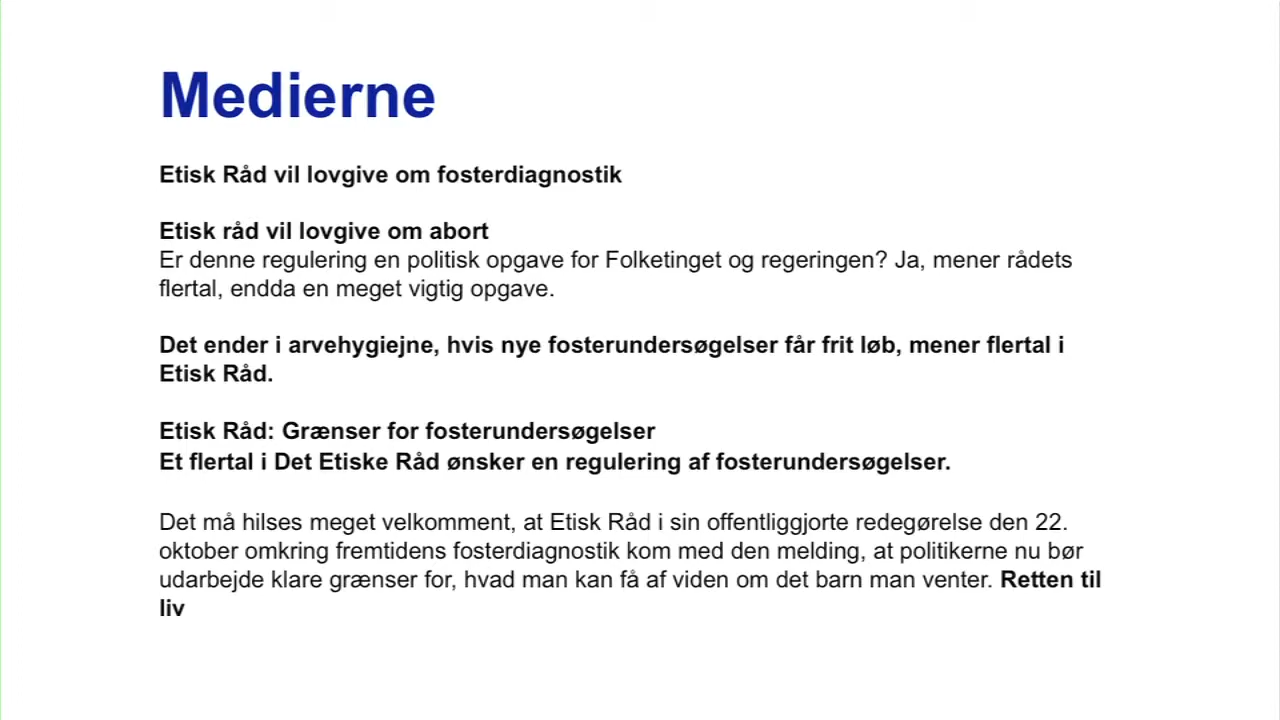 Medierne
Etisk Råd vil lovgive om fosterdiagnostik
Etisk råd vil lovgive om abort
Er denne regulering en politisk opgave for Folketinget og regeringen? Ja, mener rådets
flertal, endda en meget vigtig opgave.
Det ender i arvehygiejne, hvis nye fosterundersøgelser får frit løb, mener flertal i
Etisk Råd.
Etisk Råd: Grænser for fosterundersøgelser
Et flertal i Det Etiske Råd ønsker en regulering af fosterundersøgelser.
Det må hilses meget velkomment, at Etisk Råd i sin offentliggjorte redegørelse den 22.
oktober omkring fremtidens fosterdiagnostik kom med den melding, at politikerne nu bør
udarbejde klare grænser for, hvad man kan få af viden om det barn man venter. Retten til
liv